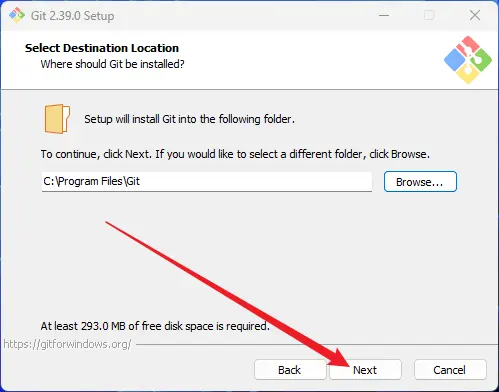 Git 2.39.0 Setup
Select Destination Location
Where should Git be installed?
Setup will install Git into the following folder.
To continue, click Next. If you would like to select a different folder, click Browse.
C:\Program Files\Git
Browse...
At least 293.0 MB of free disk space is required.
https://gitforwindows.org/
Back Next Cancel